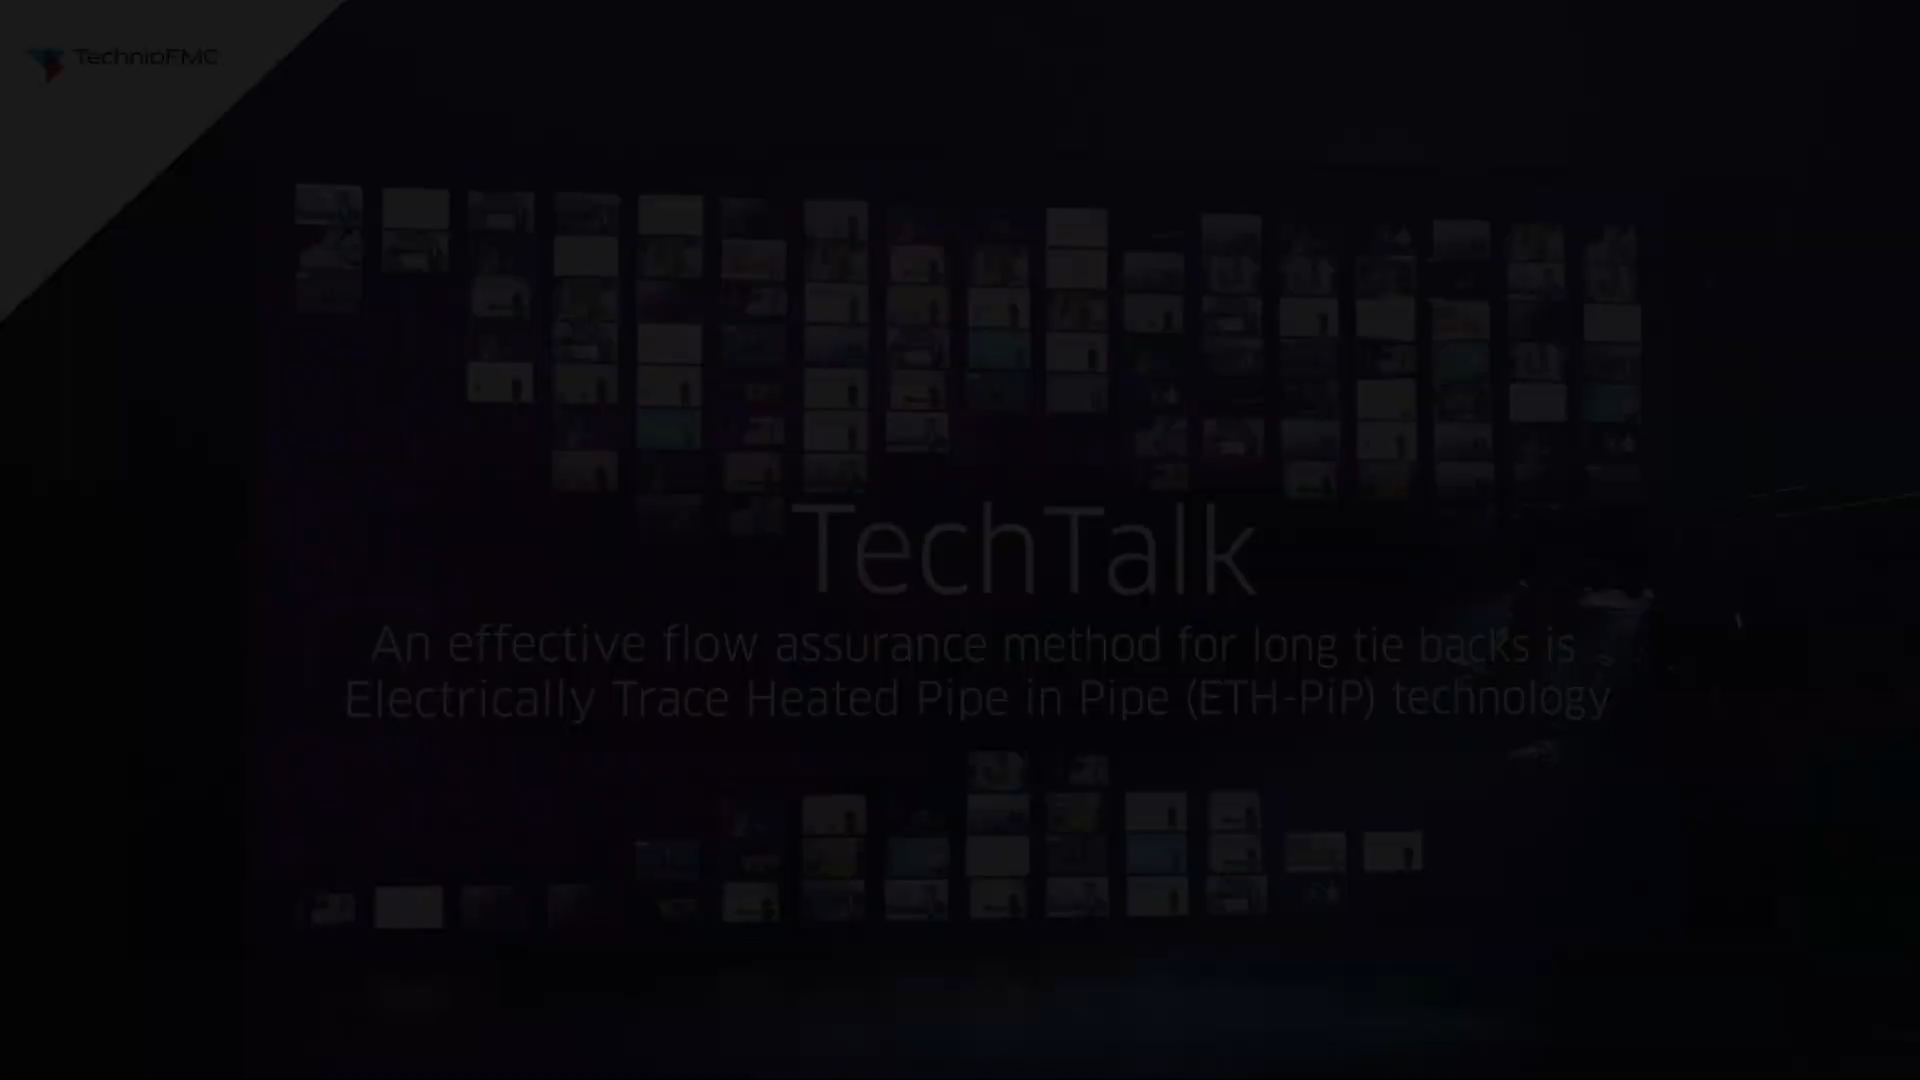 TechnipFMC
TechTalk
An effective flow assurance method for long tie backs is
Electrically Trace Heated Pipe in Pipe (ETH-PiP) technology